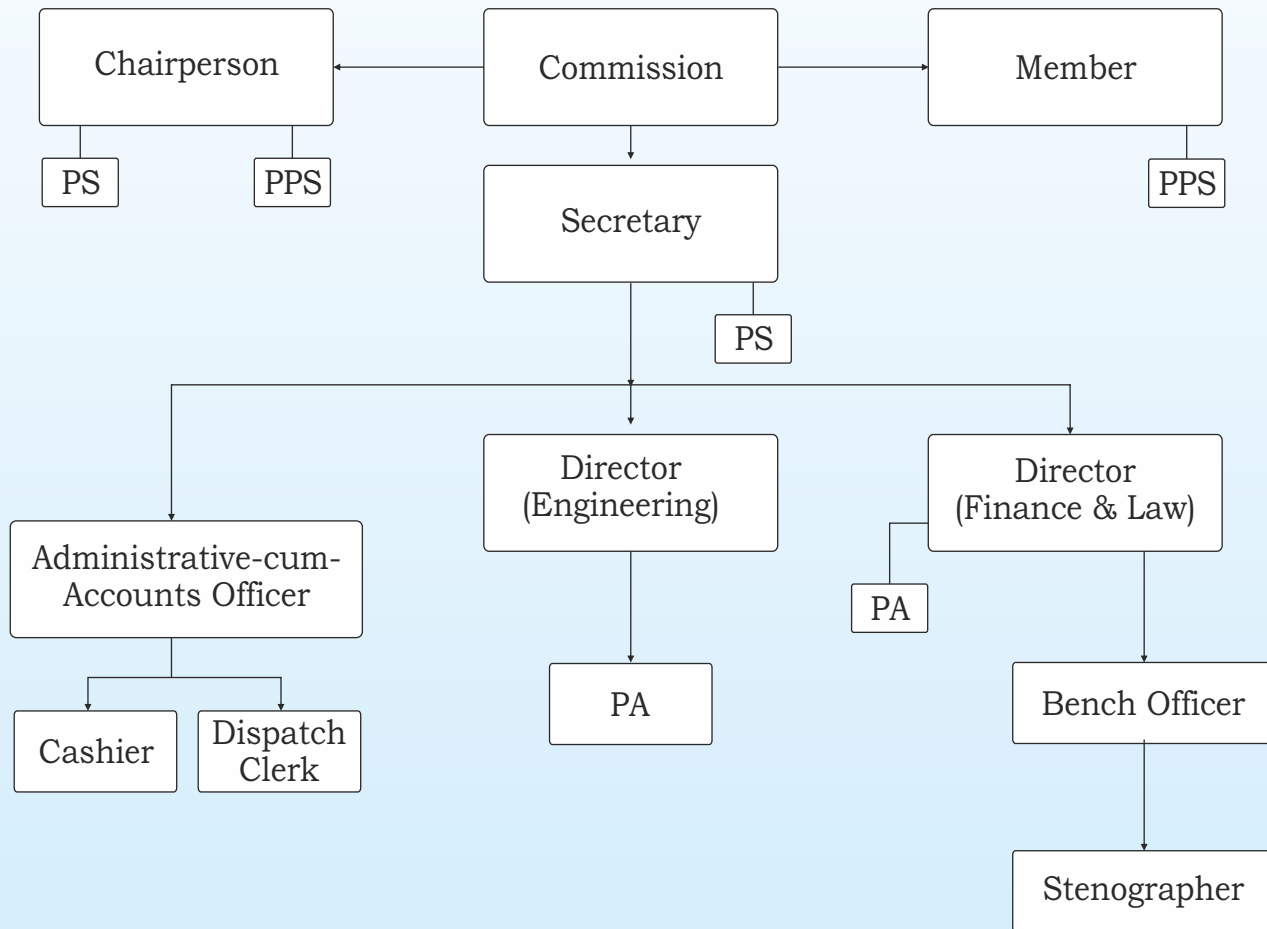 Chairperson
Commission
Member
PS
PPS
PPS
Secretary
PS
Director
(Engineering)
Director
(Finance & Law)
Administrative-cum-
Accounts Officer
PA
PA
Bench Officer
Cashier
Dispatch
Clerk
Stenographer